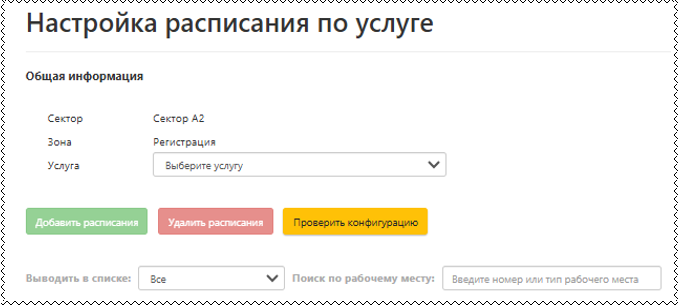 Настройка расписания по услуге
Общая информация
Сектор Сектор А2
Зона Регистрация
Услуга Выберите услугу
Добавить расписания Удалить расписания Проверить конфигурацию
Выводить в списке: Все Поиск по рабочему месту: Введите номер или тип рабочего места